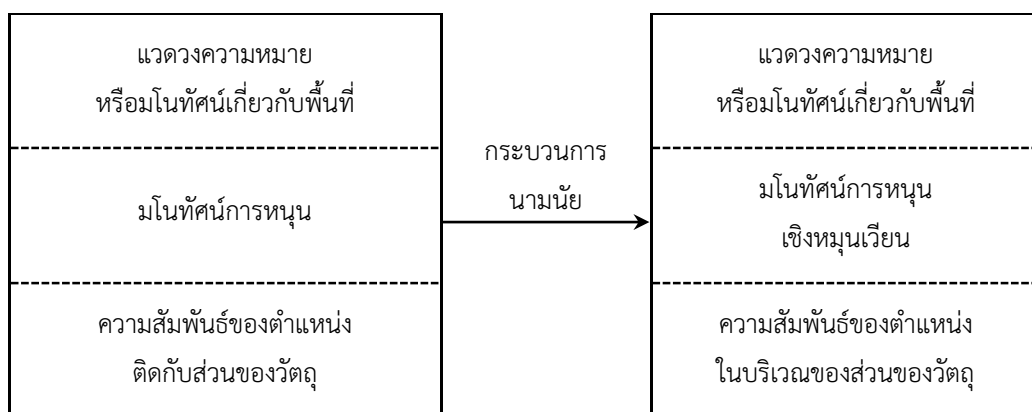 แวดวงความหมาย
หรือมโนทัศน์เกี่ยวกับพื้นที่
มโนทัศน์การหนุน
ความสัมพันธ์ของตำแหน่ง
ติดกับส่วนของวัตถุ
กระบวนการ
นามนัย
แวดวงความหมาย
หรือมโนทัศน์เกี่ยวกับพื้นที่
มโนทัศน์การหนุน
เชิงหมุนเวียน
ความสัมพันธ์ของตำแหน่ง
ในบริเวณของส่วนของวัตถุ